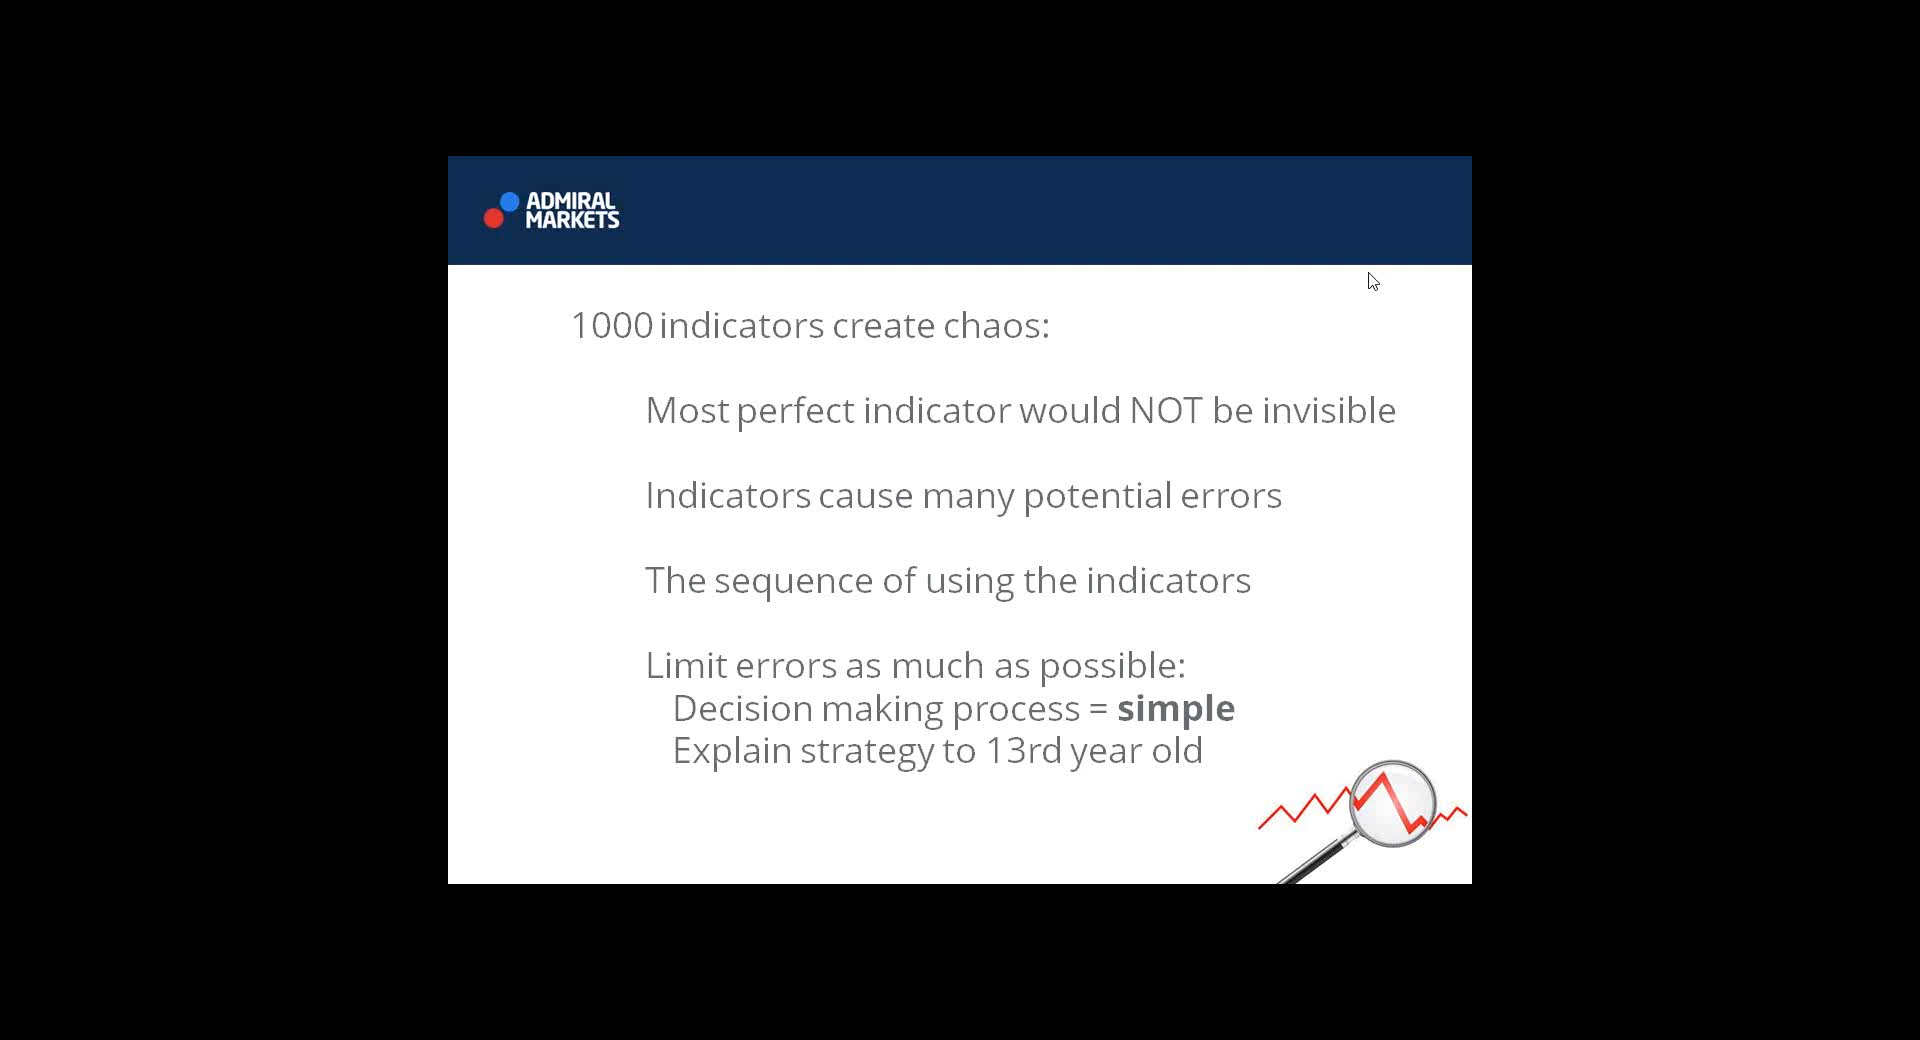 ADMIRAL
MARKETS
1000 indicators create chaos:
Most perfect indicator would NOT be invisible
Indicators cause many potential errors
The sequence of using the indicators
Limit errors as much as possible:
Decision making process = simple
Explain strategy to 13rd year old